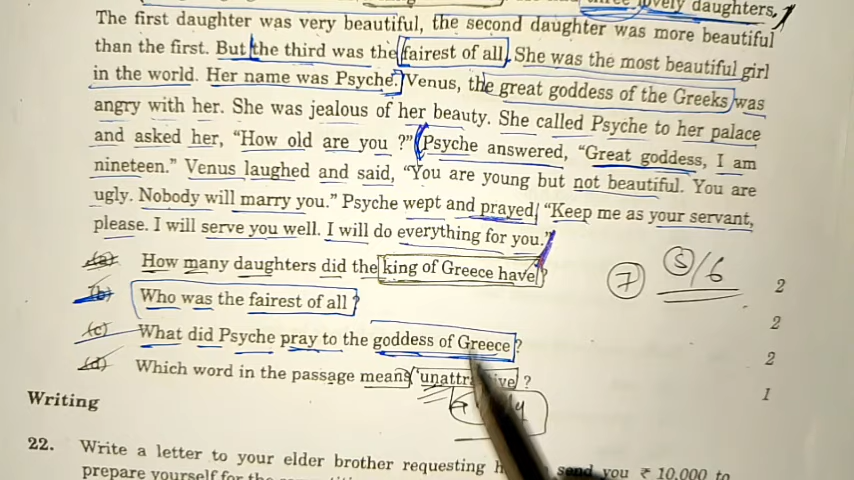 three lovely daughters,
The first daughter was very beautiful, the second daughter was more beautiful
than the first. But the third was the fairest of all. She was the most beautiful girl
in the world. Her name was Psyche. Venus, the great goddess of the Greeks was
angry with her. She was jealous of her beauty. She called Psyche to her palace
and asked her, “How old are you ?” Psyche answered, “Great goddess, I am
nineteen.” Venus laughed and said, “You are young but not beautiful. You are
ugly. Nobody will marry you.” Psyche wept and prayed, “Keep me as your servant,
please. I will serve you well. I will do everything for you.”
(a) How many daughters did the king of Greece have ? 2
(b) Who was the fairest of all ? 2
(c) What did Psyche pray to the goddess of Greece ? 2
(d) Which word in the passage means ‘unattractive’ ? 1
7 5/6
Writing
22. Write a letter to your elder brother requesting send you ₹ 10,000 to
prepare yourself for the